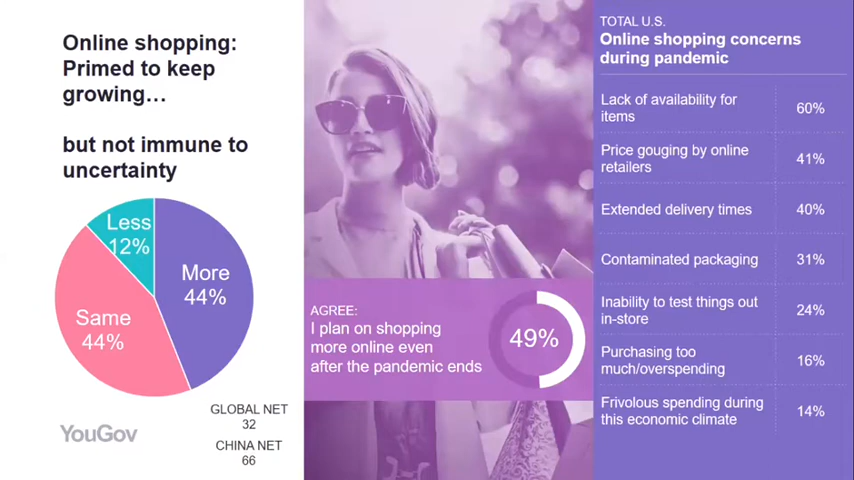 Online shopping:
Primed to keep
growing…
but not immune to
uncertainty
Less
12%
More
44%
Same
44%
GLOBAL NET
32
CHINA NET
66
YouGov
AGREE:
I plan on shopping
more online even
after the pandemic ends
49%
TOTAL U.S.
Online shopping concerns
during pandemic
Lack of availability for
items
60%
Price gouging by online
retailers
41%
Extended delivery times
40%
Contaminated packaging
31%
Inability to test things out
in-store
24%
Purchasing too
much/overspending
16%
Frivolous spending during
this economic climate
14%